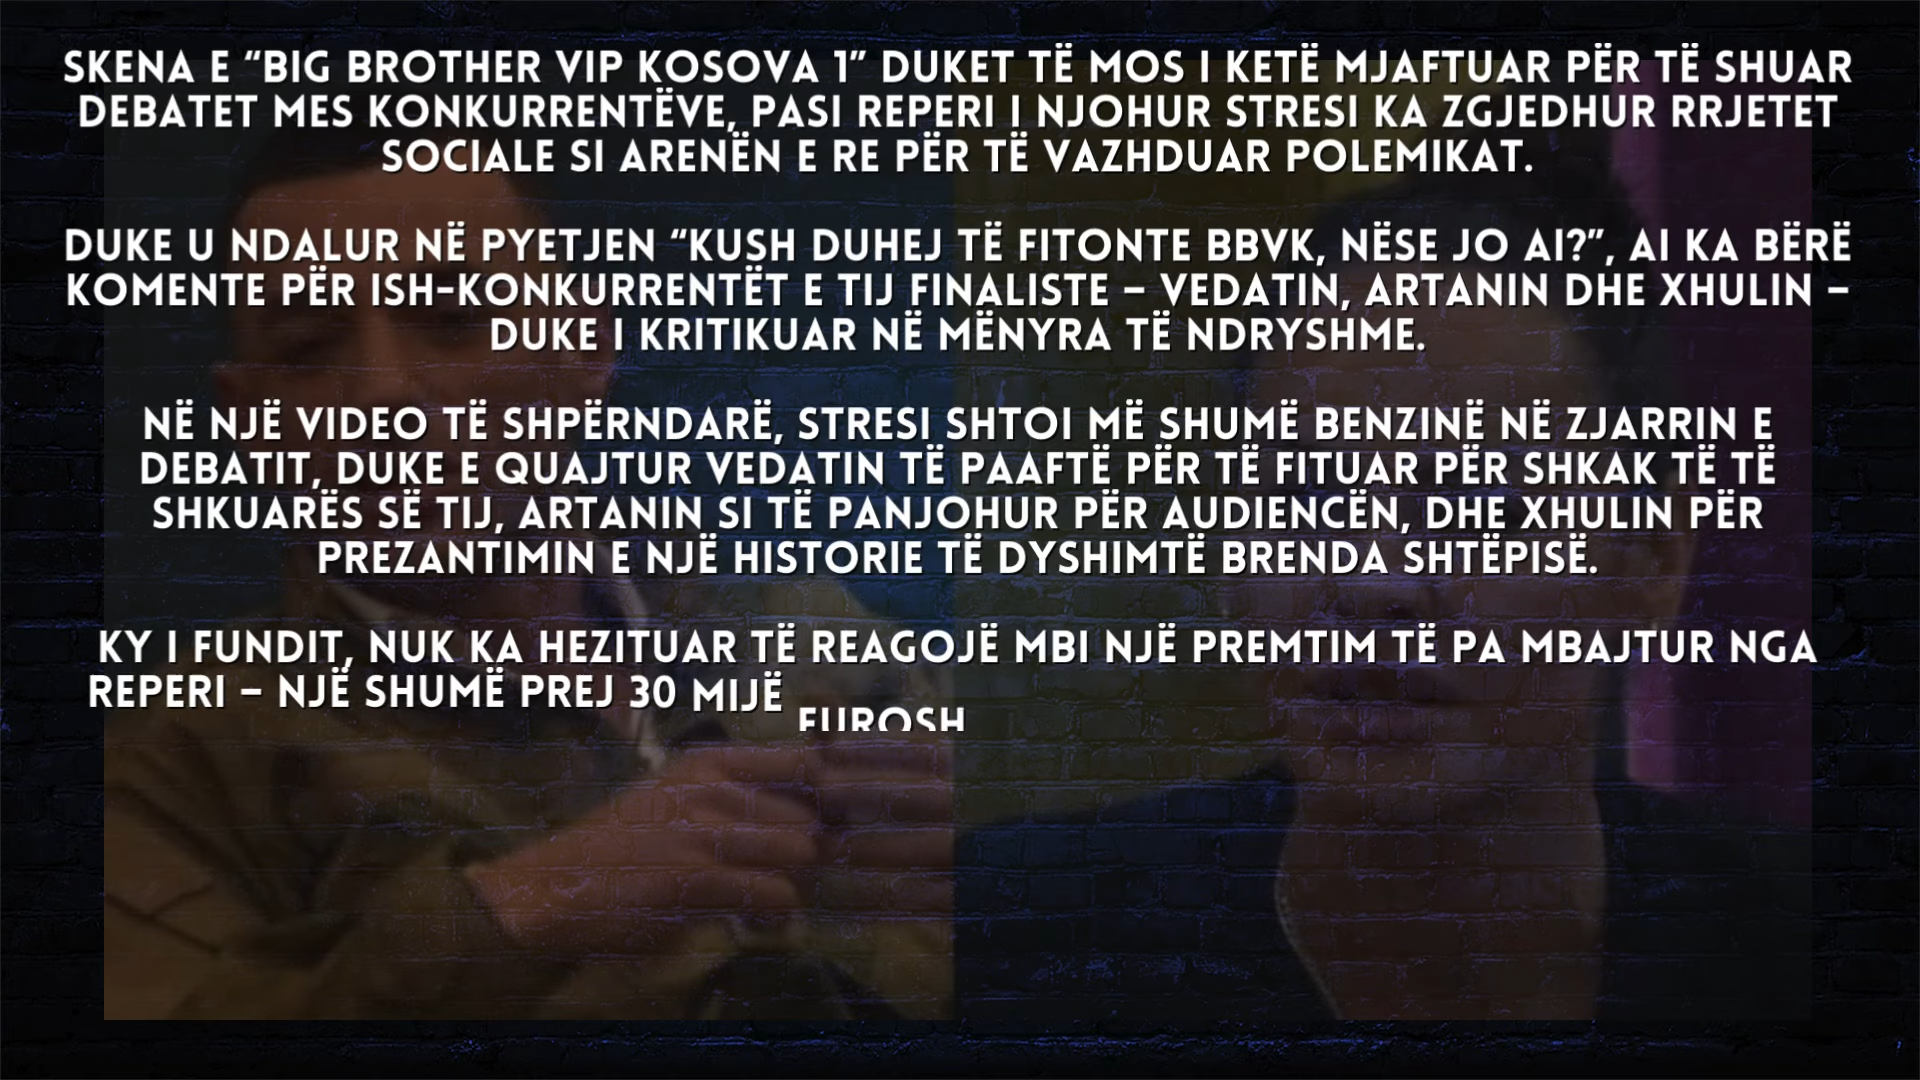 SKENA E “BIG BROTHER VIP KOSOVA 1” DUKET TË MOS I KETË MJAFTUAR PËR TË SHUAR
DEBATET MES KONKURRENTËVE, PASI REPERI I NJOHUR STRESI KA ZGJEDHUR RRJETET
SOCIALE SI ARENËN E RE PËR TË VAZHDUAR POLEMIKAT.
DUKE U NDALUR NË PYETJEN “KUSH DUHEJ TË FITONTE BBVK, NËSE JO AI?”, AI KA BËRË
KOMENTE PËR ISH-KONKURRENTËT E TIJ FINALISTE – VEDATIN, ARTANIN DHE XHULIN –
DUKE I KRITIKUAR NË MËNYRA TË NDRYSHME.
NË NJË VIDEO TË SHPËRNDARË, STRESI SHTOI MË SHUMË BENZINË NË ZJARRIN E
DEBATIT, DUKE E QUAJTUR VEDATIN TË PAAFTË PËR TË FITUAR PËR SHKAK TË TË
SHKUARËS SË TIJ, ARTANIN SI TË PANJOHUR PËR AUDIENCËN, DHE XHULIN PËR
PREZANTIMIN E NJË HISTORIE TË DYSHIMTË BRENDA SHTËPISË.
KY I FUNDIT, NUK KA HEZITUAR TË REAGOJË MBI NJË PREMTIM TË PA MBAJTUR NGA
REPERI – NJË SHUMË PREJ 30 MIJË EUROSH